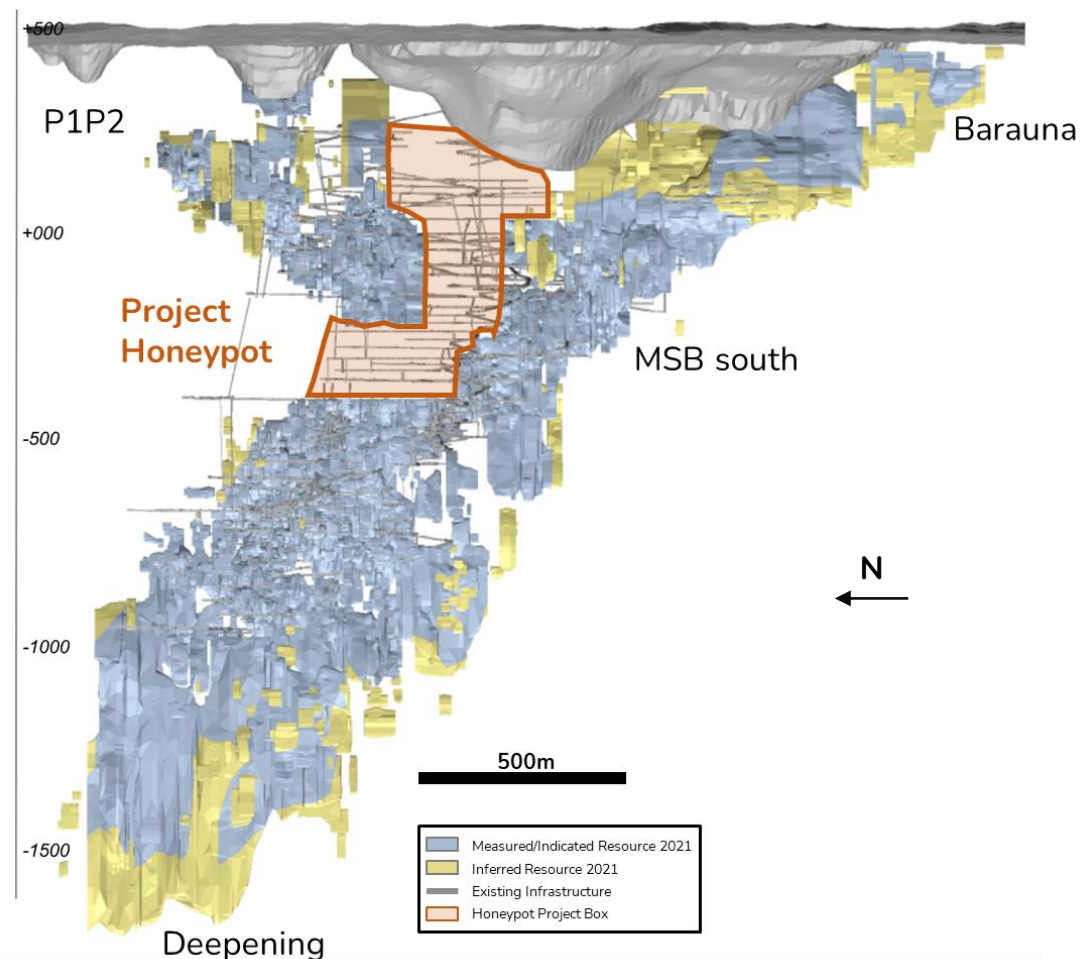 +500
P1P2
Barauna
+000
Project
Honeypot
MSB south
-500
N
-1000
500m
-1500
Measured/Indicated Resource 2021
Inferred Resource 2021
Existing Infrastructure
Honeypot Project Box
Deepening